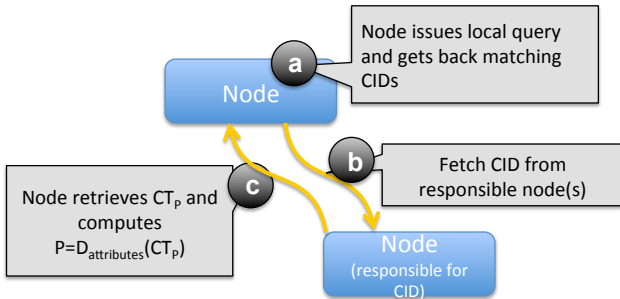 a
Node issues local query
and gets back matching
CIDs
Node
b
Fetch CID from
responsible node(s)
c
Node retrieves CTP and
computes
P=Dattributes(CTP)
Node
(responsible for
CID)